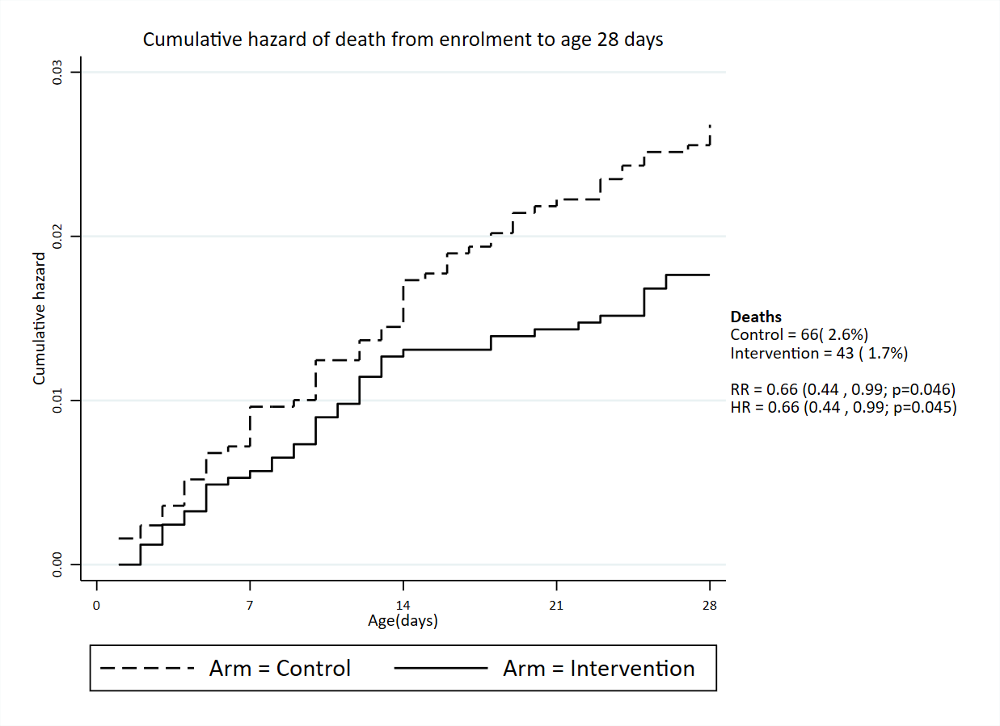 Cumulative hazard of death from enrolment to age 28 days
0.03
0.02
0.01
0.00
Cumulative hazard
0 7 14 21 28
Age(days)
Deaths
Control = 66( 2.6%)
Intervention = 43 ( 1.7%)
RR = 0.66 (0.44 , 0.99; p=0.046)
HR = 0.66 (0.44 , 0.99; p=0.045)
Arm = Control Arm = Intervention